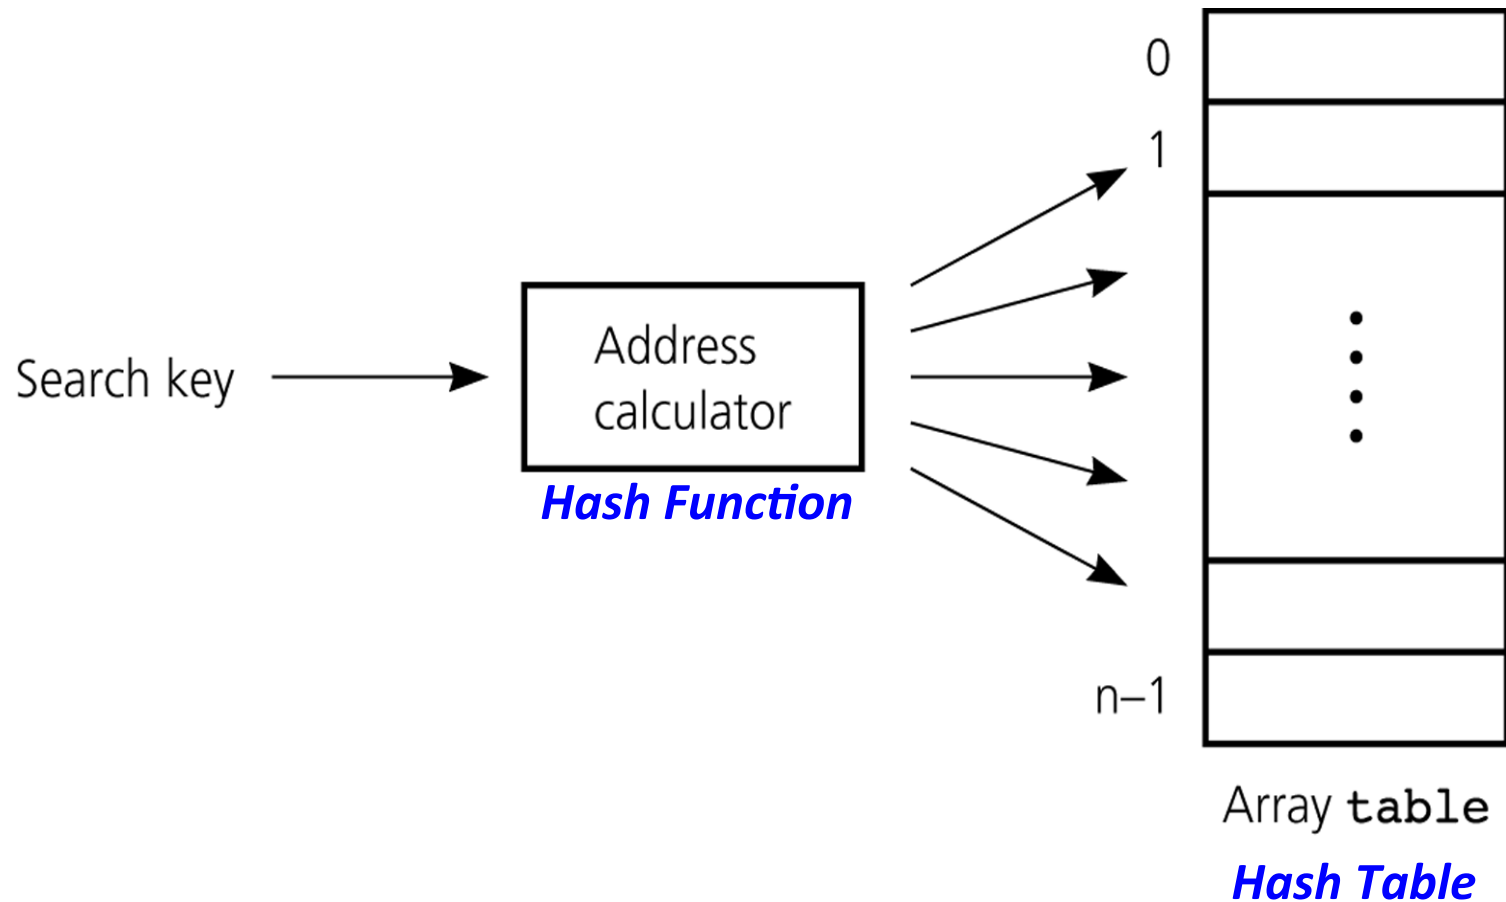 0
1
Search key
Address
calculator
Hash Function
n–1
Array table
Hash Table